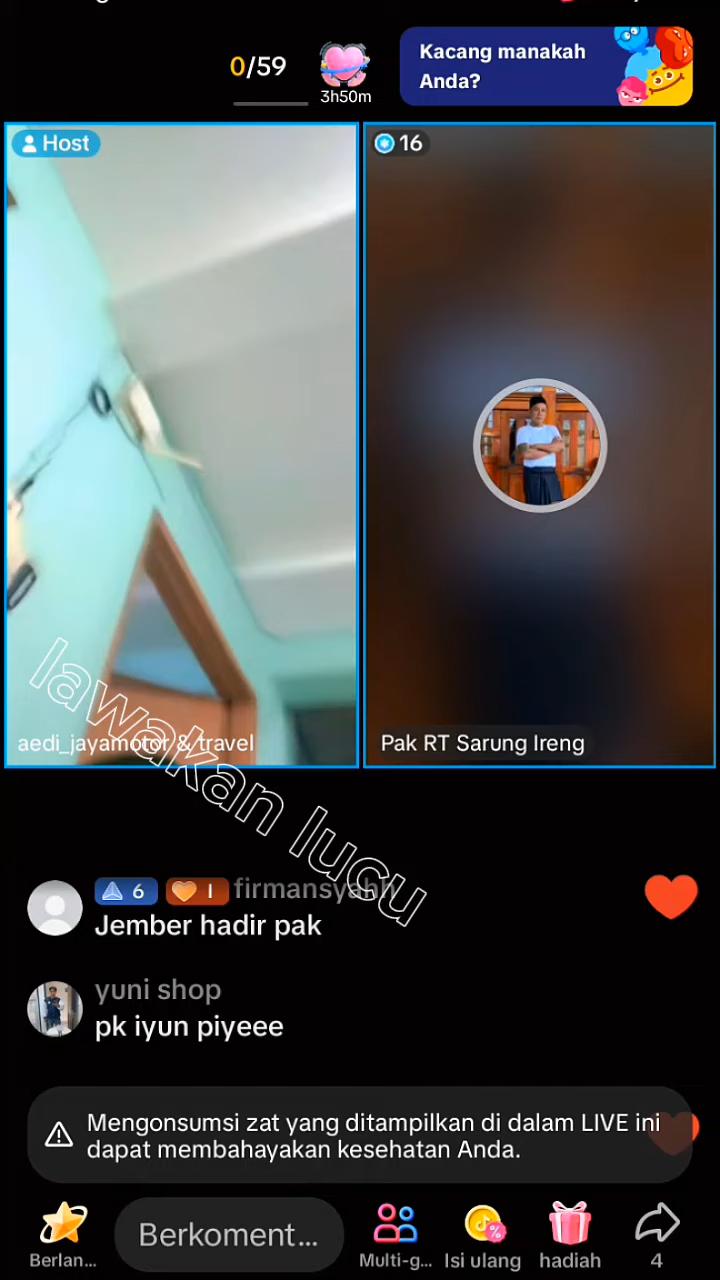 0/59
3h50m
Kacang manakah
Anda?
Host
16
aedi_jayamotor & travel
Pak RT Sarung Ireng
lawakan lucu
6
I
firmansyahh
Jember hadir pak
yuni shop
pk iyun piyeee
Mengonsumsi zat yang ditampilkan di dalam LIVE ini
dapat membahayakan kesehatan Anda.
Berlan...
Berkoment...
Multi-g...
Isi ulang
hadiah
4